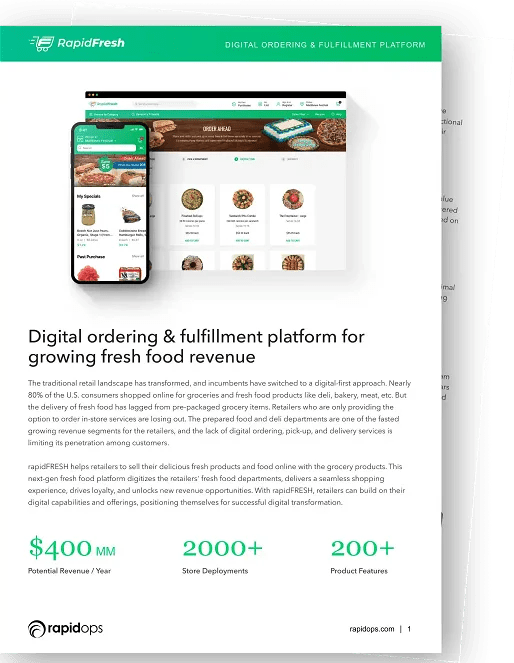 RapidFresh
DIGITAL ORDERING & FULFILLMENT PLATFORM
RapidFresh
ORDER AHEAD
Save
$5
My Specials
Past Purchase
Digital ordering & fulfillment platform for
growing fresh food revenue
The traditional retail landscape has transformed, and incumbents have switched to a digital-first approach. Nearly
80% of the U.S. consumers shopped online for groceries and fresh food products like deli, bakery, meat, etc. But
the delivery of fresh food has lagged from pre-packaged grocery items. Retailers who are only providing the
option to order in-store services are losing out. The prepared food and deli departments are one of the fastest
growing revenue segments for the retailers, and the lack of digital ordering, pick-up, and delivery services is
limiting its penetration among customers.
rapidFRESH helps retailers to sell their delicious fresh products and food online with the grocery products. This
next-gen fresh food platform digitizes the retailers' fresh food departments, delivers a seamless shopping
experience, drives loyalty, and unlocks new revenue opportunities. With rapidFRESH, retailers can build on their
digital capabilities and offerings, positioning themselves for successful digital transformation.
$400 MM
Potential Revenue / Year
2000+
Store Deployments
200+
Product Features
rapidops
rapidops.com | 1